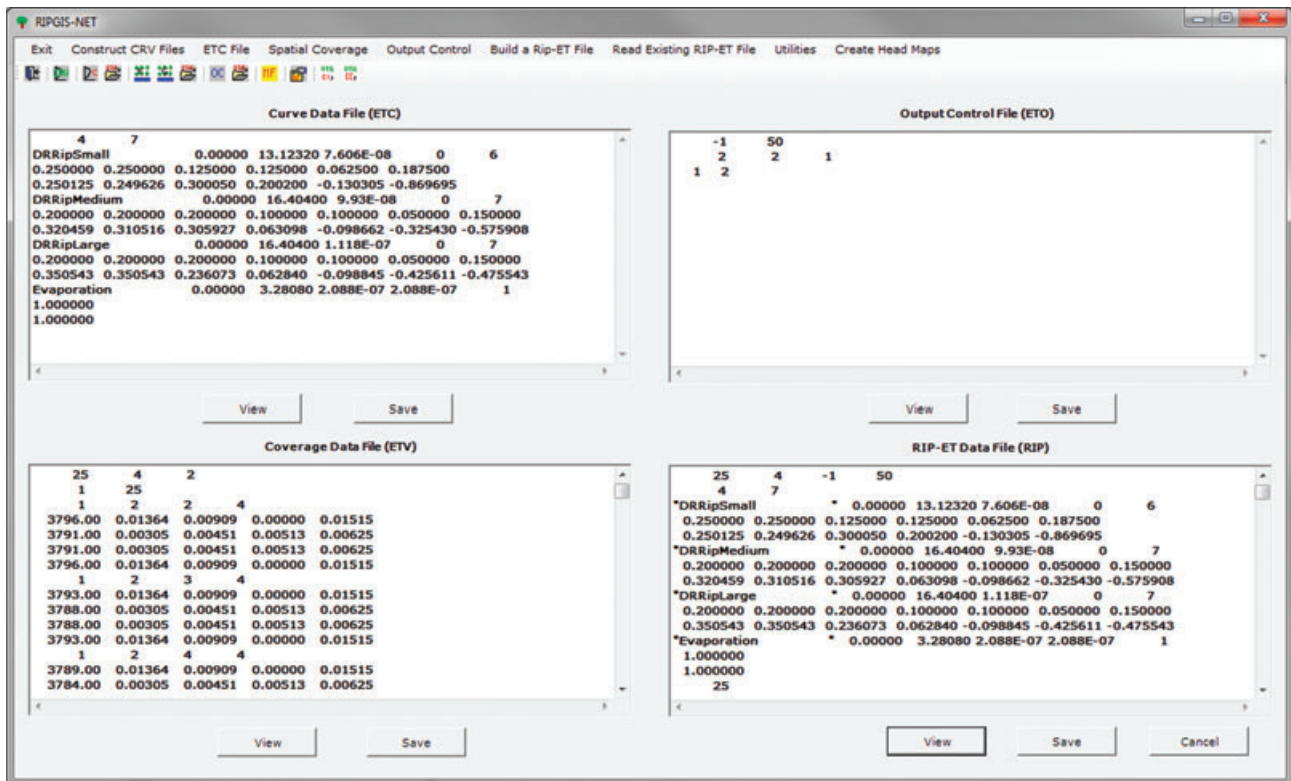 RIPGIS-NET
Exit Construct CRV Files ETC File Spatial Coverage Output Control Build a Rip-ET File Read Existing RIP-ET File Utilities Create Head Maps
OC MF
Curve Data File (ETC)
4 7
DRRipSmall 0.00000 13.12320 7.606E-08 0 6
0.250000 0.250000 0.125000 0.125000 0.062500 0.187500
0.250125 0.249626 0.300050 0.200200 -0.130305 -0.869695
DRRipMedium 0.00000 16.40400 9.93E-08 0 7
0.200000 0.200000 0.200000 0.100000 0.100000 0.050000 0.150000
0.320459 0.310516 0.305927 0.063098 -0.098662 -0.325430 -0.575908
DRRipLarge 0.00000 16.40400 1.118E-07 0 7
0.200000 0.200000 0.200000 0.100000 0.100000 0.050000 0.150000
0.350543 0.350543 0.236073 0.062840 -0.098845 -0.425611 -0.475543
Evaporation 0.00000 3.28080 2.088E-07 2.088E-07 1
1.000000
1.000000
View Save
Output Control File (ETO)
-1 50
2 2 1
1 2
View Save
Coverage Data File (ETV)
25 4 2
1 25
1 2 2 4
3796.00 0.01364 0.00909 0.00000 0.01515
3791.00 0.00305 0.00451 0.00513 0.00625
3791.00 0.00305 0.00451 0.00513 0.00625
3796.00 0.01364 0.00909 0.00000 0.01515
1 2 3 4
3793.00 0.01364 0.00909 0.00000 0.01515
3788.00 0.00305 0.00451 0.00513 0.00625
3788.00 0.00305 0.00451 0.00513 0.00625
3793.00 0.01364 0.00909 0.00000 0.01515
1 2 4 4
3789.00 0.01364 0.00909 0.00000 0.01515
3784.00 0.00305 0.00451 0.00513 0.00625
View Save
RIP-ET Data File (RIP)
25 4 -1 50
4 7
"DRRipSmall " 0.00000 13.12320 7.606E-08 0 6
0.250000 0.250000 0.125000 0.125000 0.062500 0.187500
0.250125 0.249626 0.300050 0.200200 -0.130305 -0.869695
"DRRipMedium " 0.00000 16.40400 9.93E-08 0 7
0.200000 0.200000 0.200000 0.100000 0.100000 0.050000 0.150000
0.320459 0.310516 0.305927 0.063098 -0.098662 -0.325430 -0.575908
"DRRipLarge " 0.00000 16.40400 1.118E-07 0 7
0.200000 0.200000 0.200000 0.100000 0.100000 0.050000 0.150000
0.350543 0.350543 0.236073 0.062840 -0.098845 -0.425611 -0.475543
"Evaporation " 0.00000 3.28080 2.088E-07 2.088E-07 1
1.000000
1.000000
25
View Save Cancel